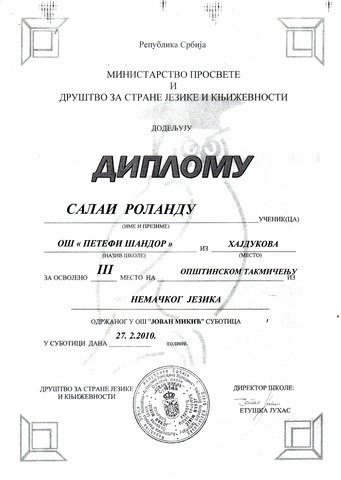 Република Србија
МИНИСТАРСТВО ПРОСВЕТЕ
И
ДРУШТВО ЗА СТРАНЕ ЈЕЗИКЕ И КЊИЖЕВНОСТИ
ДОДЕЉУЈУ
ДИПЛОМУ
САЛАИ РОЛАНДУ УЧЕНИК(ЦА)
(ИМЕ И ПРЕЗИМЕ)
ОШ « ПЕТЕФИ ШАНДОР » ИЗ ХАЈДУКОВА
(НАЗИВ ШКОЛЕ) (МЕСТО)
ЗА ОСВОЈЕНО III МЕСТО НА ОПШТИНСКОМ ТАКМИЧЕЊУ ИЗ
НЕМАЧКОГ ЈЕЗИКА
ОДРЖАНОГ У ОШ "ЈОВАН МИКИЋ" СУБОТИЦА
У СУБОТИЦИ ДАНА 27. 2.2010. године.
ДРУШТВО ЗА СТРАНЕ ЈЕЗИКЕ ДИРЕКТОР ШКОЛЕ:
И КЊИЖЕВНОСТИ
ЕТУШКА ЈУХАС